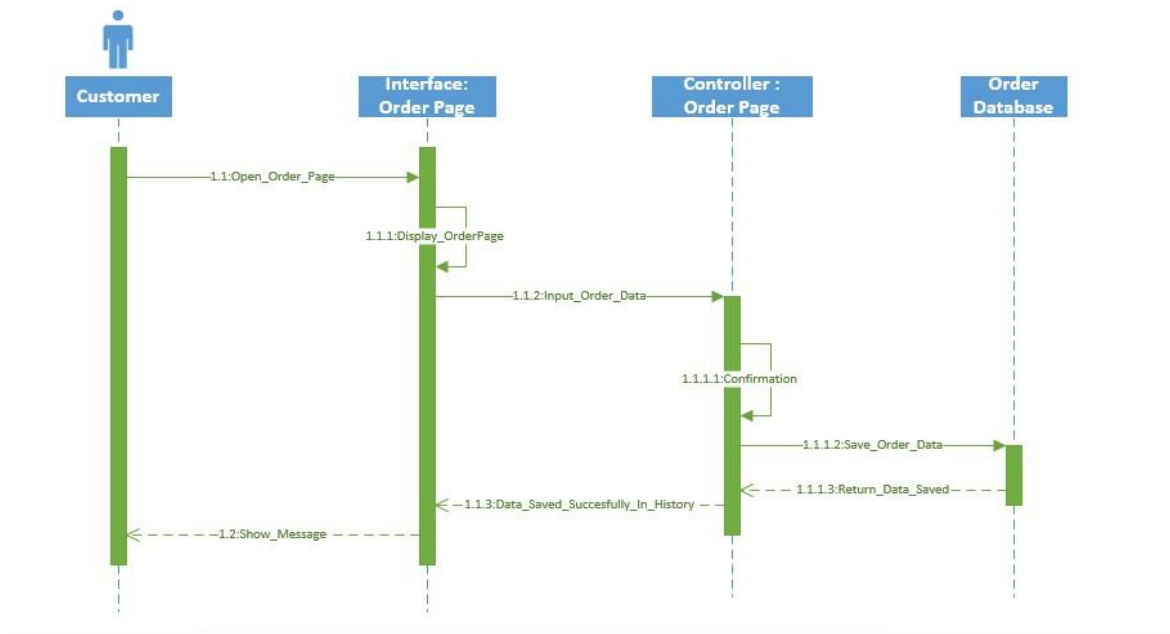 Customer
Interface:
Order Page
Controller :
Order Page
Order
Database
1.1:Open_Order_Page
1.1.1:Display_OrderPage
1.1.2:Input_Order_Data
1.1.1.1:Confirmation
1.1.1.2:Save_Order_Data
1.1.1.3:Return_Data_Saved
1.1.3:Data_Saved_Succesfully_In_History
1.2:Show_Message